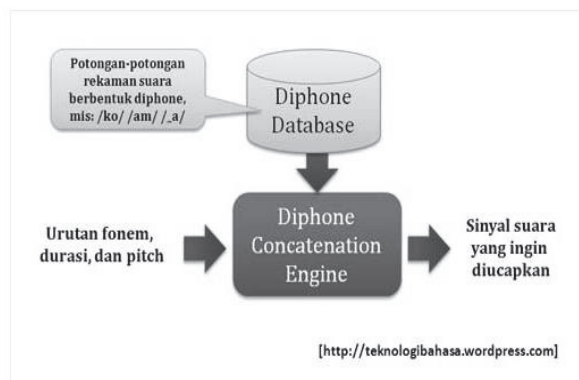 Potongan-potongan
rekaman suara
berbentuk diphone,
mis: /ko/ /am/ /_a/
Diphone
Database
Urutan fonem,
durasi, dan pitch
Diphone
Concatenation
Engine
Sinyal suara
yang ingin
diucapkan
[http://teknologibahasa.wordpress.com]